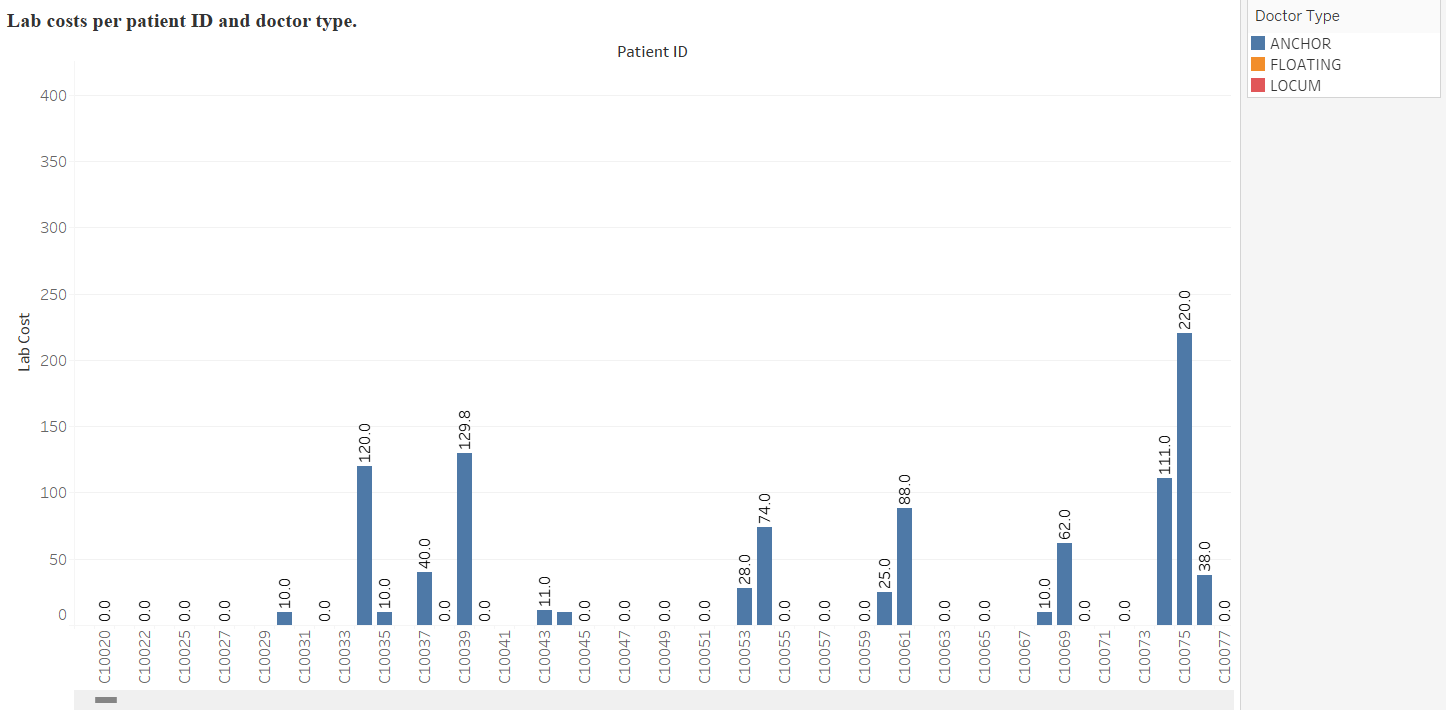 Lab costs per patient ID and doctor type.
Patient ID
Lab Cost
400
350
300
250
200
150
100
50
0
0.0
0.0
0.0
0.0
10.0
0.0
120.0
10.0
40.0
0.0
129.8
0.0
11.0
0.0
0.0
0.0
0.0
28.0
74.0
0.0
0.0
0.0
25.0
88.0
0.0
0.0
10.0
62.0
0.0
0.0
111.0
220.0
38.0
0.0
C10020
C10022
C10025
C10027
C10029
C10031
C10033
C10035
C10037
C10039
C10041
C10043
C10045
C10047
C10049
C10051
C10053
C10055
C10057
C10059
C10061
C10063
C10065
C10067
C10069
C10071
C10073
C10075
C10077
Doctor Type
ANCHOR
FLOATING
LOCUM